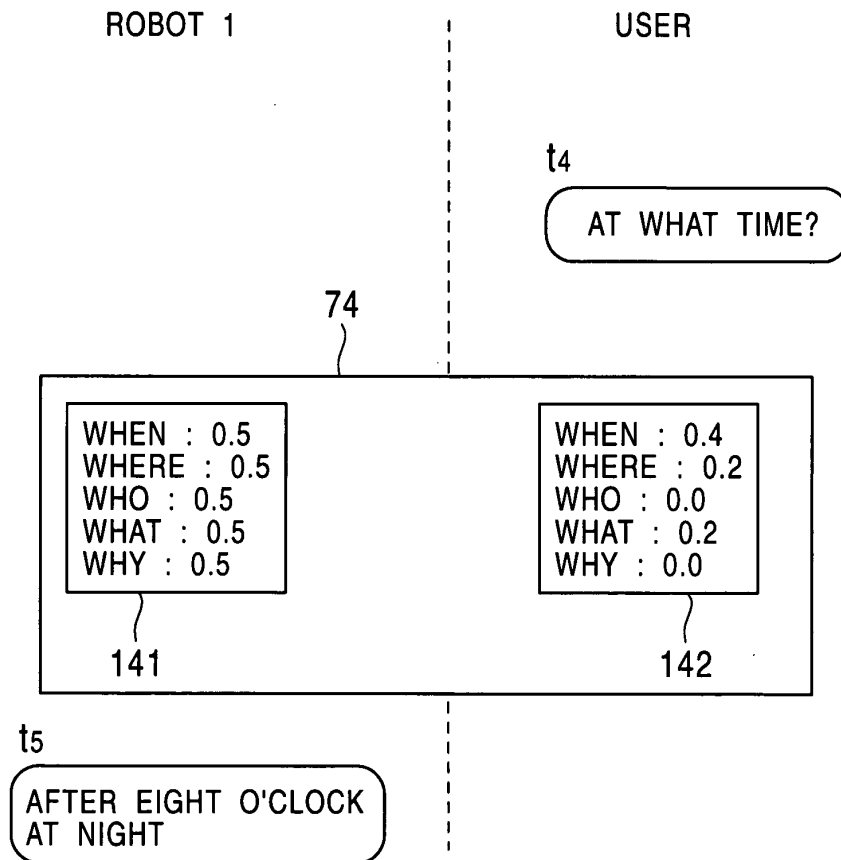 ROBOT 1
USER
t4
AT WHAT TIME?
74
WHEN : 0.5
WHERE : 0.5
WHO : 0.5
WHAT : 0.5
WHY : 0.5
WHEN : 0.4
WHERE : 0.2
WHO : 0.0
WHAT : 0.2
WHY : 0.0
141
142
t5
AFTER EIGHT O'CLOCK
AT NIGHT